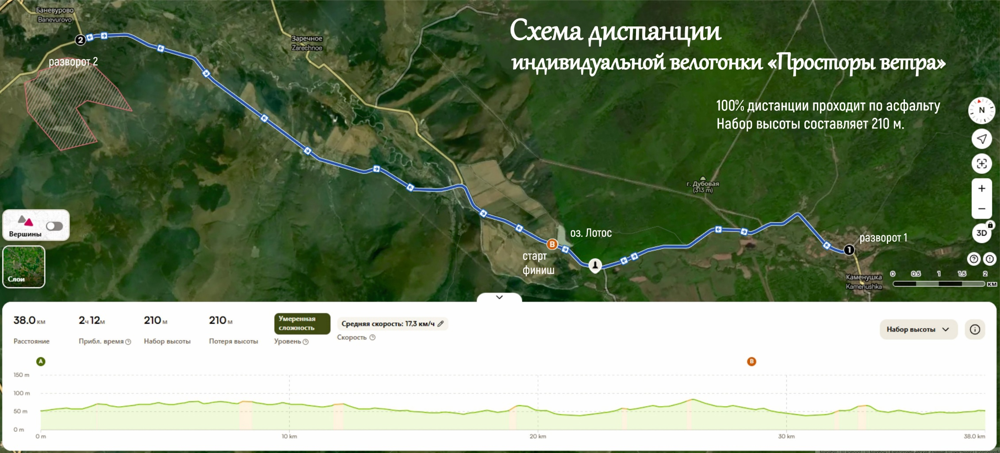 Баневурово
Banevurovo
2
разворот 2
Заречное
Zarechnoe
Схема дистанции
индивидуальной велогонки «Просторы ветра»
100% дистанции проходит по асфальту
Набор высоты составляет 210 м.
N
г. Дубовая
(313 m)
+
−
3D
Вершины
Слои
B
оз. Лотос
старт
финиш
разворот 1
1
Каменушка
Kamenushka
0 0.5 1 1.5 2
км
38.0 км
Расстояние
2ч 12м
Прибл. время
210 м
Набор высоты
210 м
Потеря высоты
Умеренная
сложность
Уровень
Средняя скорость: 17,3 км/ч
Скорость
Набор высоты
A
B
150 m
100 m
50 m
0 m
0 m 10 km 20 km 30 km 38.0 km